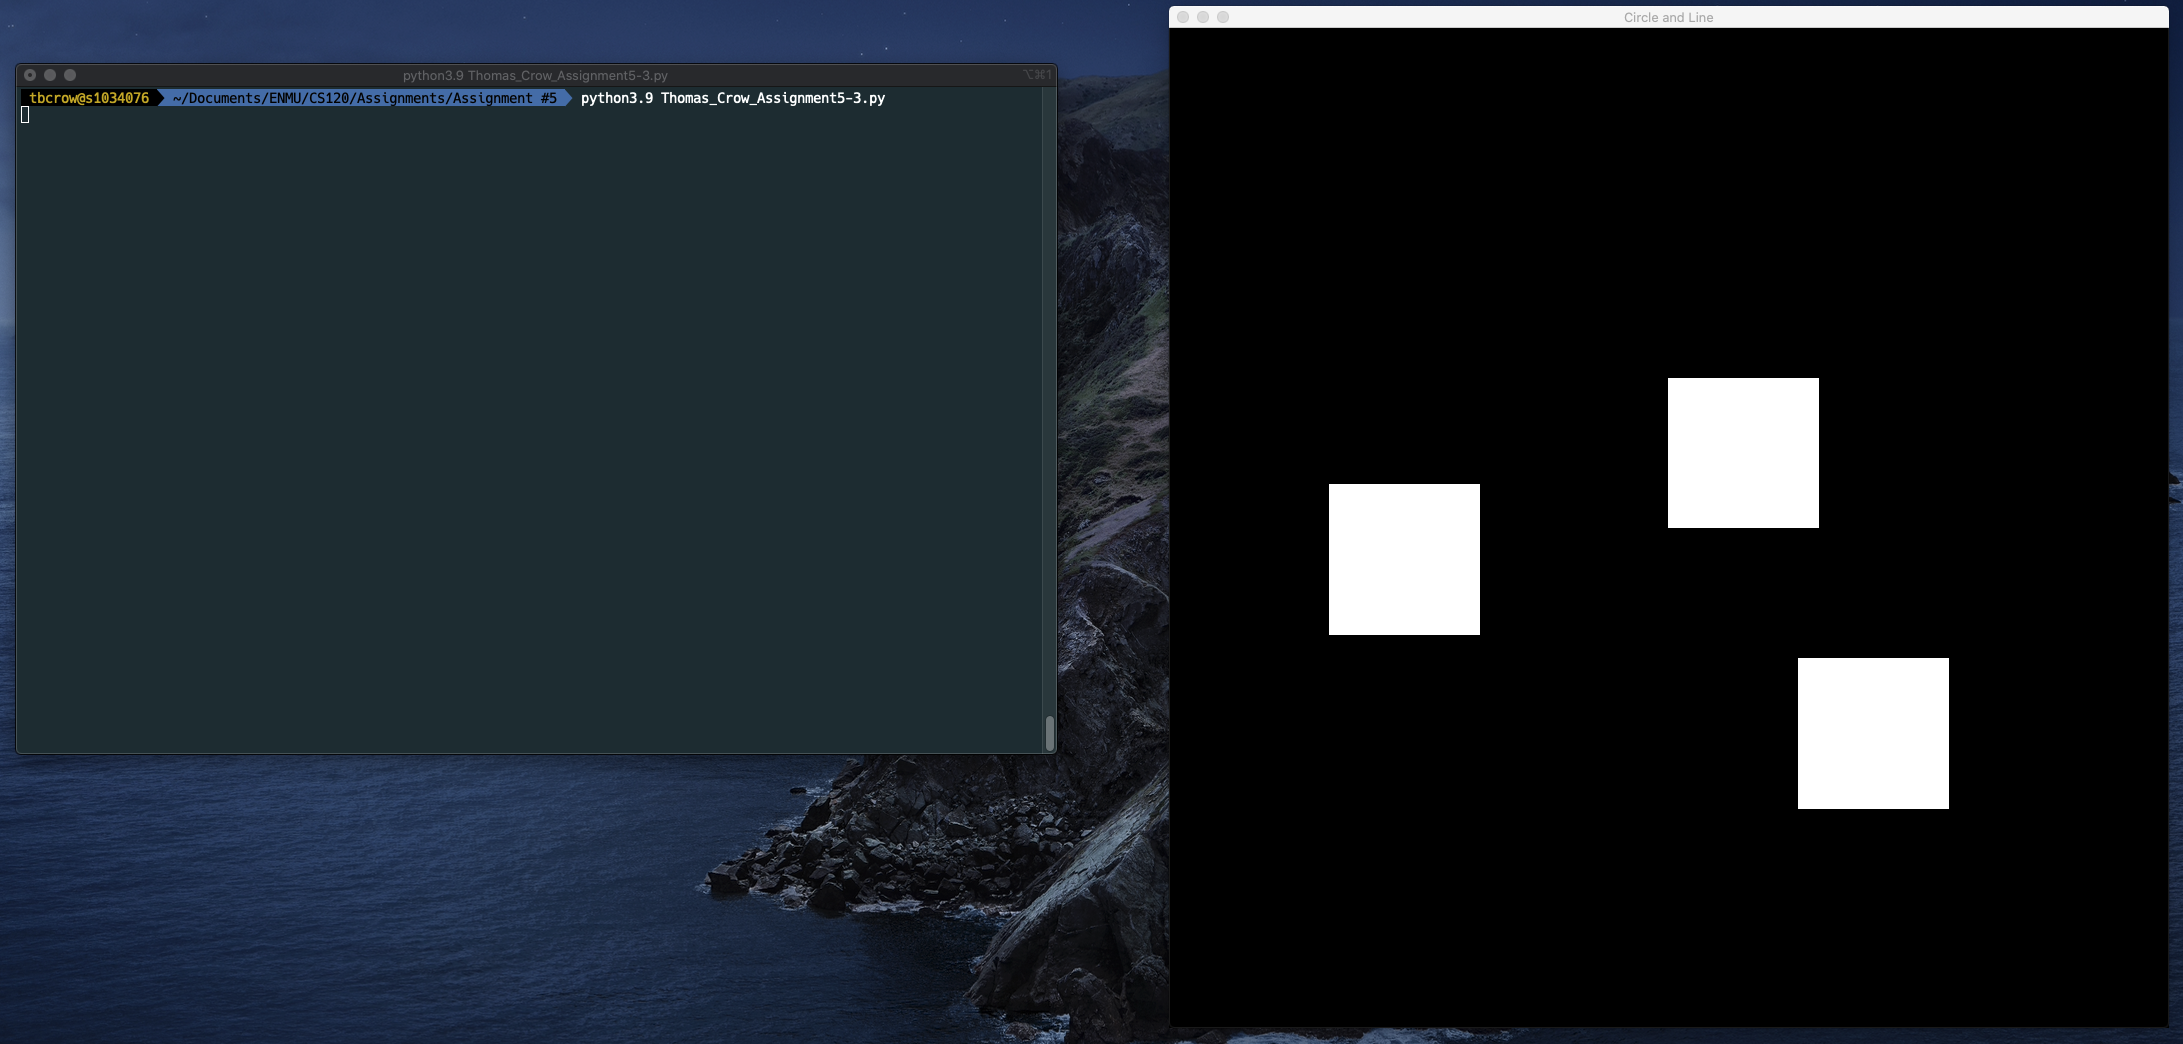 python3.9 Thomas_Crow_Assignment5-3.py
⌥⌘1
tbcrow@s1034076 ~/Documents/ENMU/CS120/Assignments/Assignment #5 python3.9 Thomas_Crow_Assignment5-3.py
Circle and Line